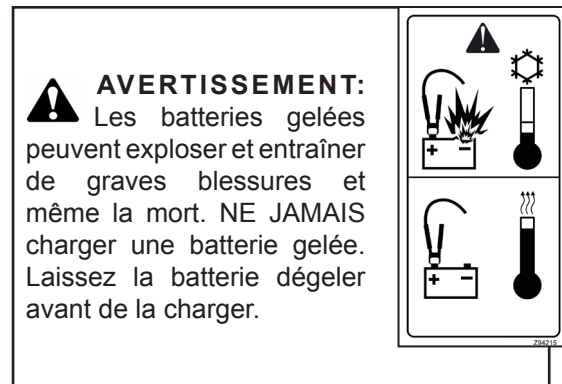 AVERTISSEMENT:
Les batteries gelées
peuvent exploser et entraîner
de graves blessures et
même la mort. NE JAMAIS
charger une batterie gelée.
Laissez la batterie dégeler
avant de la charger.
+ −
+ −
Z94215